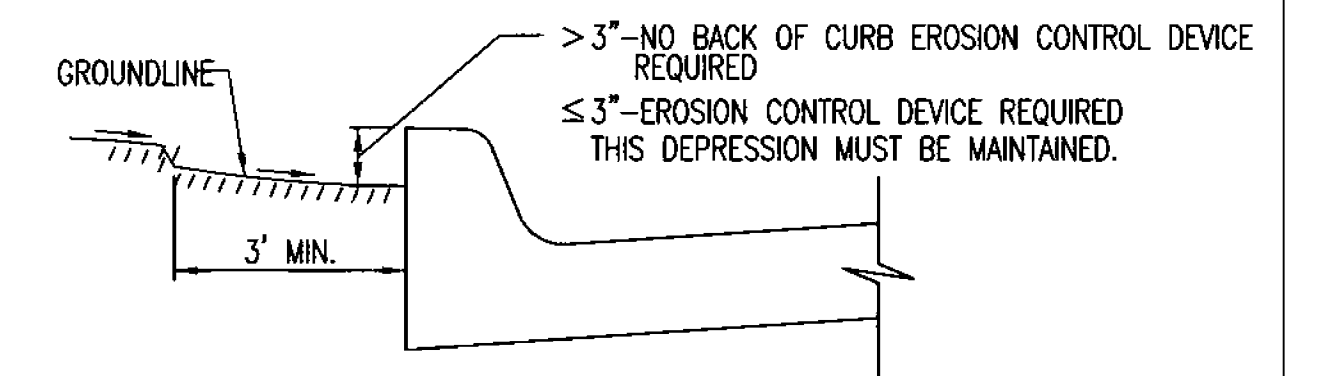 >3"-NO BACK OF CURB EROSION CONTROL DEVICE
REQUIRED
GROUNDLINE
≤3"-EROSION CONTROL DEVICE REQUIRED
THIS DEPRESSION MUST BE MAINTAINED.
3' MIN.